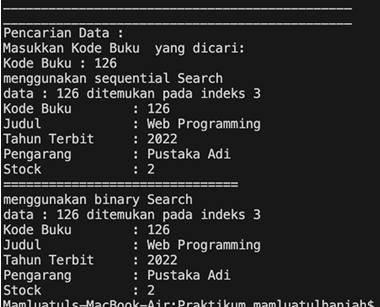 _______________________________________________
_______________________________________________
Pencarian Data :
Masukkan Kode Buku  yang dicari:
Kode Buku : 126
menggunakan sequential Search
data : 126 ditemukan pada indeks 3
Kode Buku        : 126
Judul            : Web Programming
Tahun Terbit     : 2022
Pengarang        : Pustaka Adi
Stock            : 2
===============================
menggunakan binary Search
data : 126 ditemukan pada indeks 3
Kode Buku        : 126
Judul            : Web Programming
Tahun Terbit     : 2022
Pengarang        : Pustaka Adi
Stock            : 2
Mamluatuls-MacBook-Air:Praktikum mamluatulhaniah$